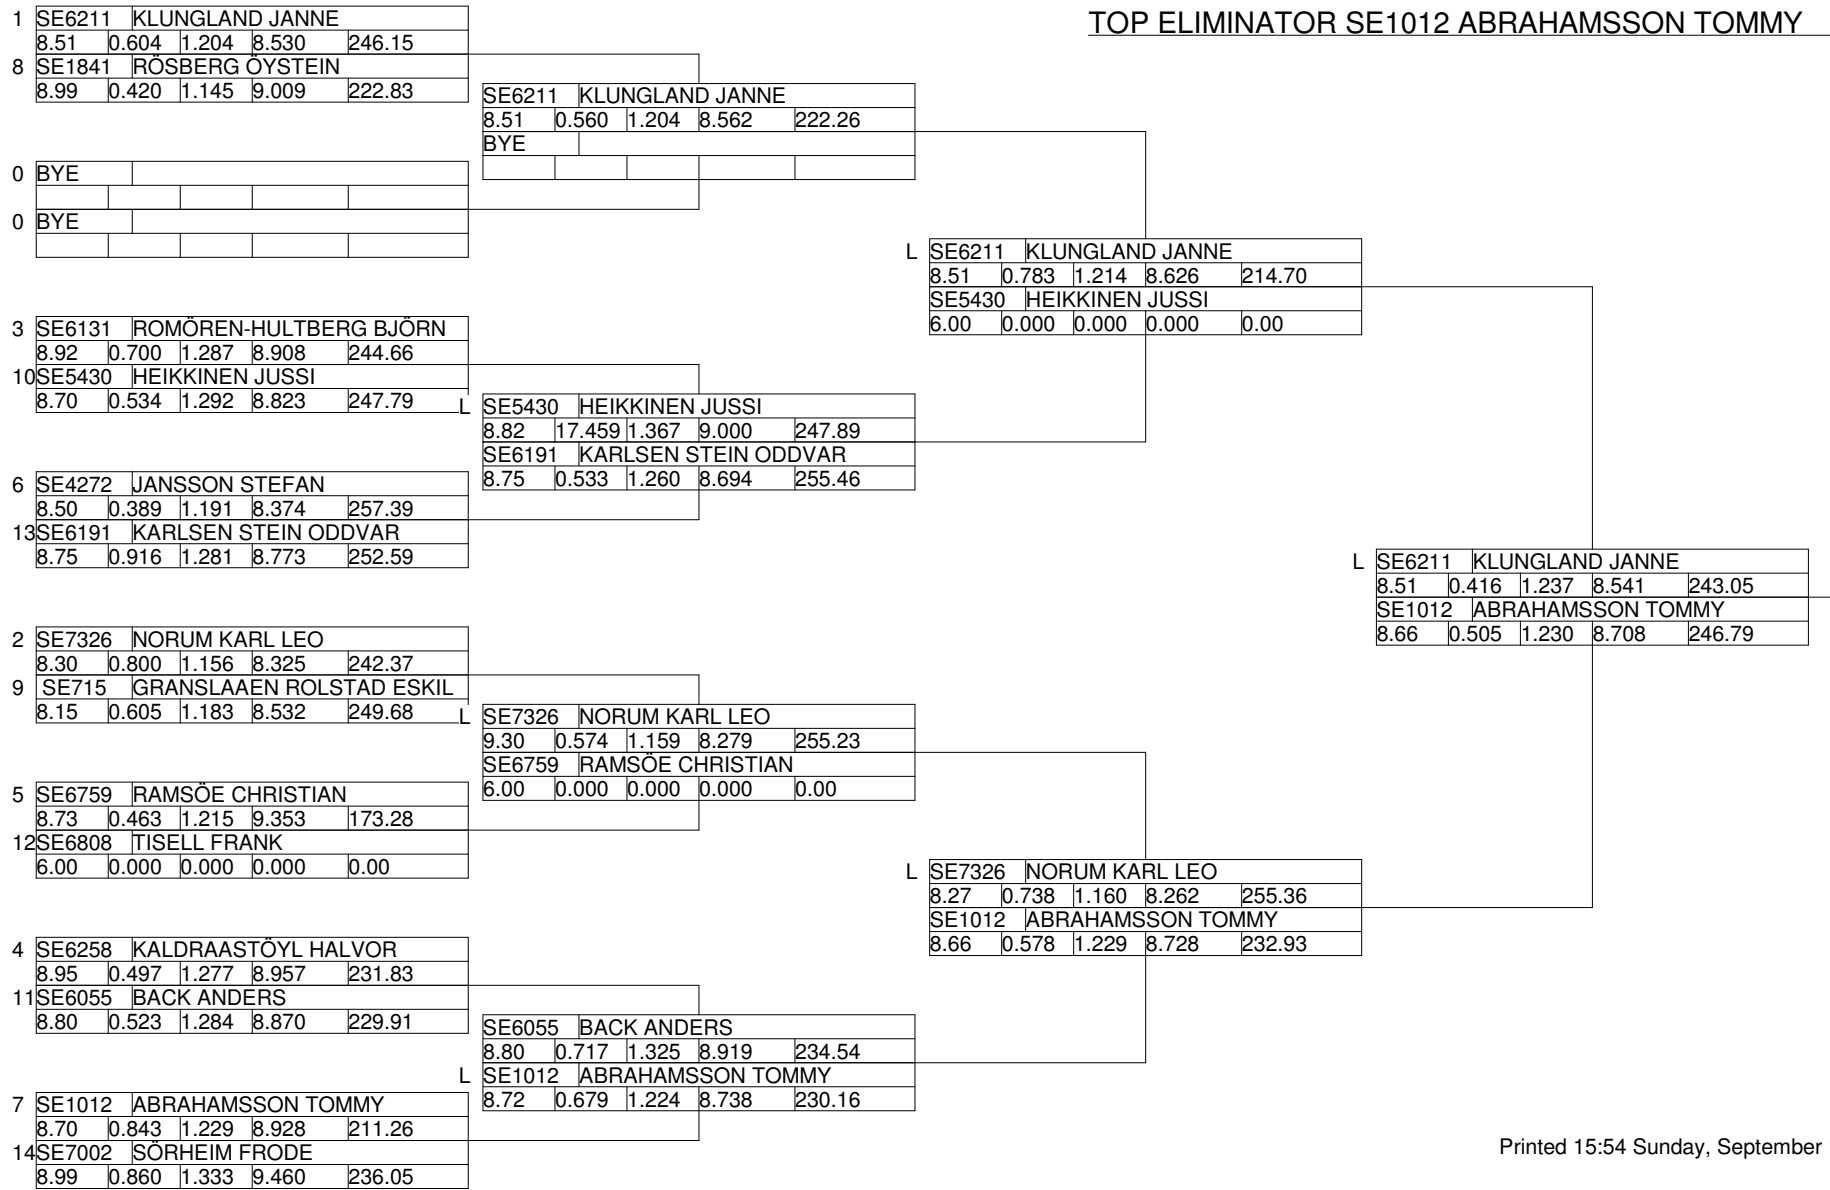 TOP ELIMINATOR SE1012 ABRAHAMSSON TOMMY
1 SE6211 KLUNGLAND JANNE
8.51 0.604 1.204 8.530 246.15
8 SE1841 RÖSBERG ÖYSTEIN
8.99 0.420 1.145 9.009 222.83
0 BYE
0 BYE
3 SE6131 ROMÖREN-HULTBERG BJÖRN
8.92 0.700 1.287 8.908 244.66
10 SE5430 HEIKKINEN JUSSI
8.70 0.534 1.292 8.823 247.79
6 SE4272 JANSSON STEFAN
8.50 0.389 1.191 8.374 257.39
13 SE6191 KARLSEN STEIN ODDVAR
8.75 0.916 1.281 8.773 252.59
2 SE7326 NORUM KARL LEO
8.30 0.800 1.156 8.325 242.37
9 SE715 GRANSLAAEN ROLSTAD ESKIL
8.15 0.605 1.183 8.532 249.68
5 SE6759 RAMSÖE CHRISTIAN
8.73 0.463 1.215 9.353 173.28
12 SE6808 TISELL FRANK
6.00 0.000 0.000 0.000 0.00
4 SE6258 KALDRAASTÖYL HALVOR
8.95 0.497 1.277 8.957 231.83
11 SE6055 BACK ANDERS
8.80 0.523 1.284 8.870 229.91
7 SE1012 ABRAHAMSSON TOMMY
8.70 0.843 1.229 8.928 211.26
14 SE7002 SÖRHEIM FRODE
8.99 0.860 1.333 9.460 236.05
SE6211 KLUNGLAND JANNE
8.51 0.560 1.204 8.562 222.26
BYE
L SE5430 HEIKKINEN JUSSI
8.82 17.459 1.367 9.000 247.89
SE6191 KARLSEN STEIN ODDVAR
8.75 0.533 1.260 8.694 255.46
L SE7326 NORUM KARL LEO
9.30 0.574 1.159 8.279 255.23
SE6759 RAMSÖE CHRISTIAN
6.00 0.000 0.000 0.000 0.00
SE6055 BACK ANDERS
8.80 0.717 1.325 8.919 234.54
L SE1012 ABRAHAMSSON TOMMY
8.72 0.679 1.224 8.738 230.16
L SE6211 KLUNGLAND JANNE
8.51 0.783 1.214 8.626 214.70
SE5430 HEIKKINEN JUSSI
6.00 0.000 0.000 0.000 0.00
L SE7326 NORUM KARL LEO
8.27 0.738 1.160 8.262 255.36
SE1012 ABRAHAMSSON TOMMY
8.66 0.578 1.229 8.728 232.93
L SE6211 KLUNGLAND JANNE
8.51 0.416 1.237 8.541 243.05
SE1012 ABRAHAMSSON TOMMY
8.66 0.505 1.230 8.708 246.79
Printed 15:54 Sunday, September